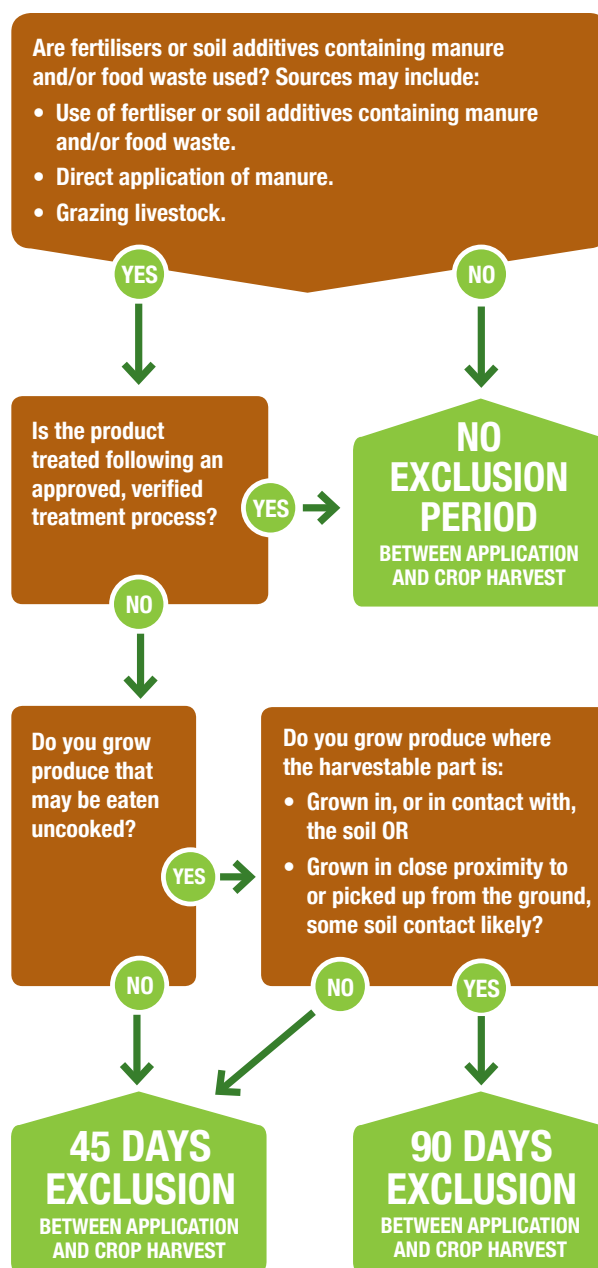 Are fertilisers or soil additives containing manure
and/or food waste used? Sources may include:
• Use of fertliser or soil additives containing manure
and/or food waste.
• Direct application of manure.
• Grazing livestock.
YES
NO
Is the product
treated following an
approved, verified
treatment process?
YES
NO
EXCLUSION
PERIOD
BETWEEN APPLICATION
AND CROP HARVEST
NO
Do you grow
produce that
may be eaten
uncooked?
YES
Do you grow produce where
the harvestable part is:
• Grown in, or in contact with,
the soil OR
• Grown in close proximity to
or picked up from the ground,
some soil contact likely?
NO
NO
YES
45 DAYS
EXCLUSION
BETWEEN APPLICATION
AND CROP HARVEST
90 DAYS
EXCLUSION
BETWEEN APPLICATION
AND CROP HARVEST